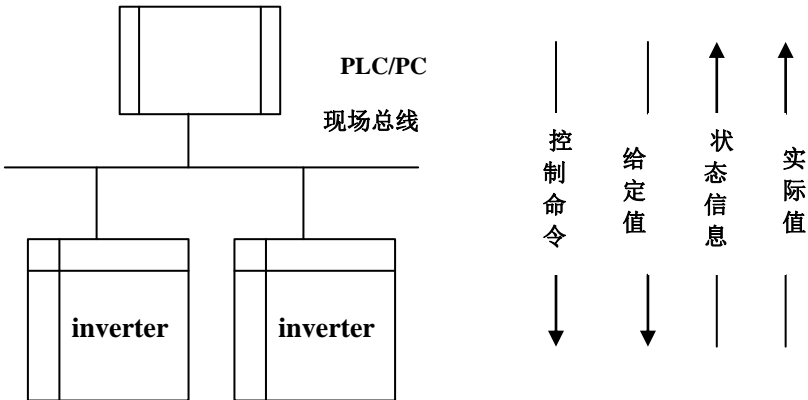 PLC/PC
现场总线
inverter
inverter
控制命令
给定值
状态信息
实际值